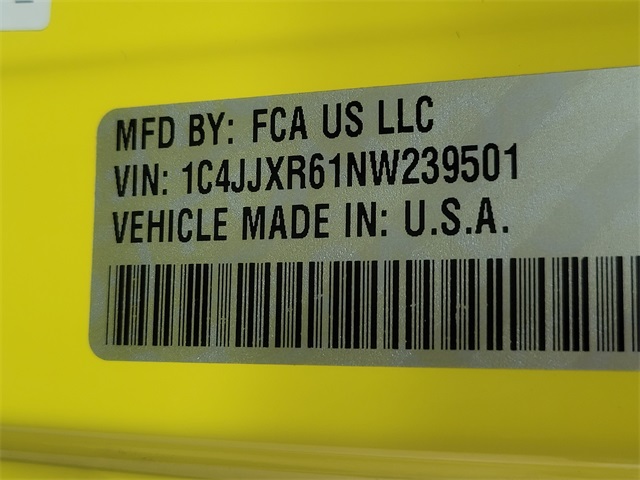 MFD BY: FCA US LLC
VIN: 1C4JJXR61NW239501
VEHICLE MADE IN: U.S.A.